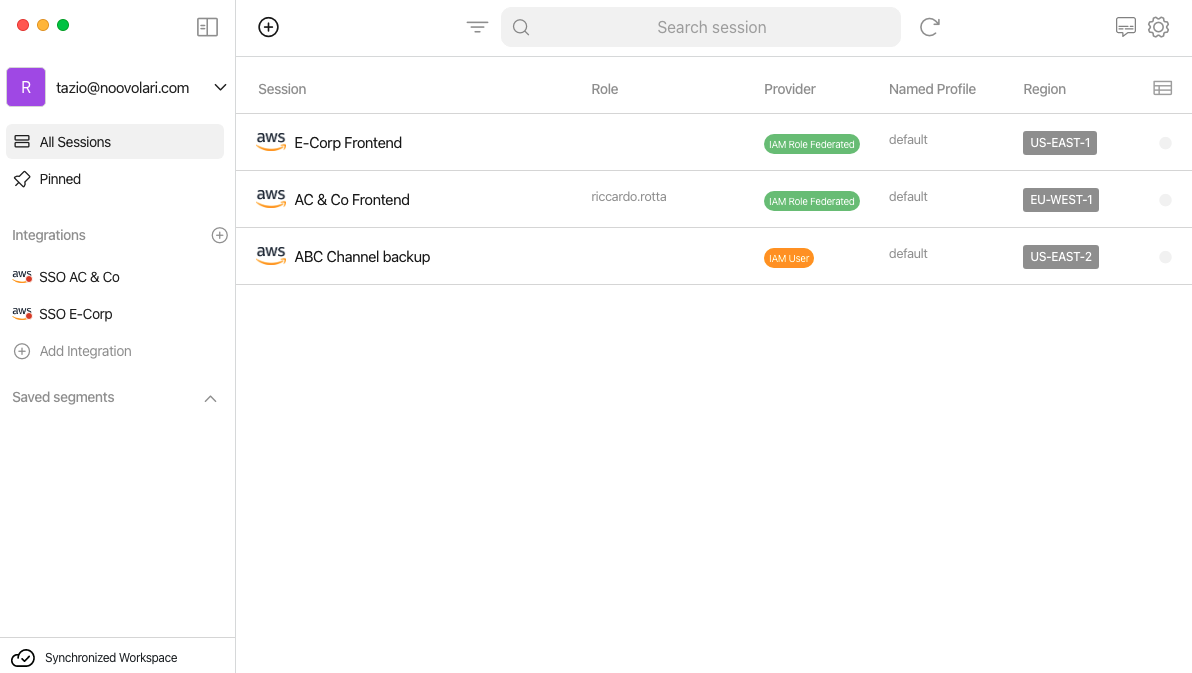 R
tazio@noovolari.com
All Sessions
Pinned
Integrations
aws SSO AC & Co
aws SSO E-Corp
Add Integration
Saved segments
Synchronized Workspace
Search session
Session Role Provider Named Profile Region
aws E-Corp Frontend IAM Role Federated default US-EAST-1
aws AC & Co Frontend riccardo.rotta IAM Role Federated default EU-WEST-1
aws ABC Channel backup IAM User default US-EAST-2